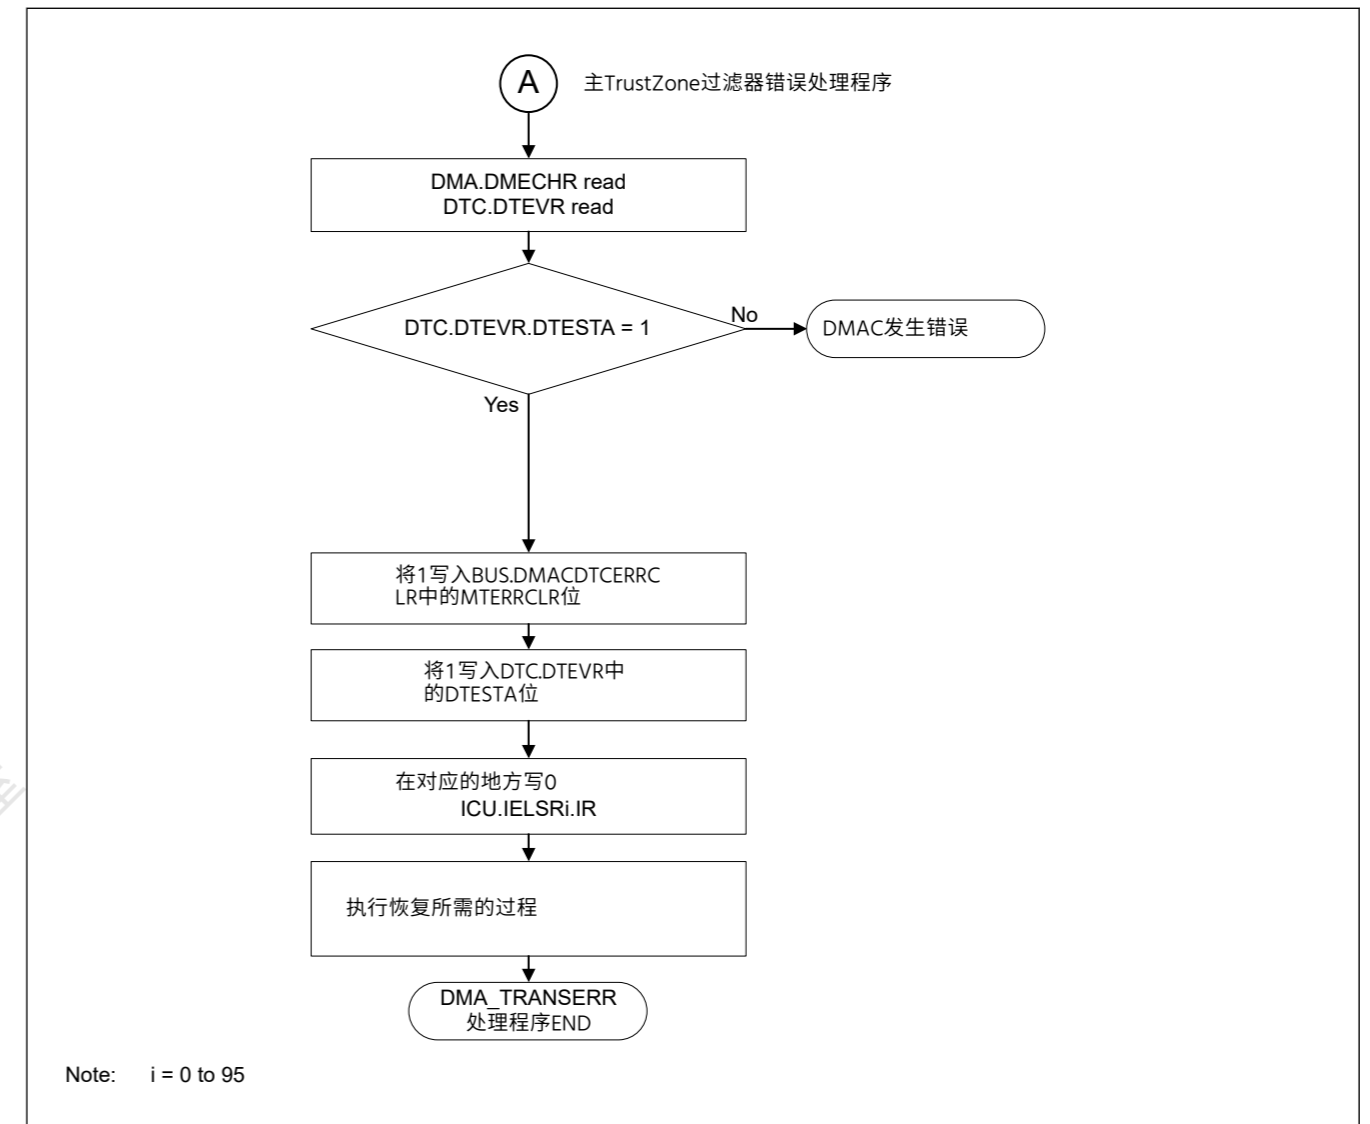 A
主TrustZone过滤器错误处理程序
DMA.DMECHR read
DTC.DTEVR read
DTC.DTEVR.DTESTA = 1
No
DMAC发生错误
Yes
将1写入BUS.DMACDTCERRC
LR中的MTERRCLR位
将1写入DTC.DTEVR中
的DTESTA位
在对应的地方写0
ICU.IELSRi.IR
执行恢复所需的过程
DMA_TRANSERR
处理程序END
Note: i = 0 to 95